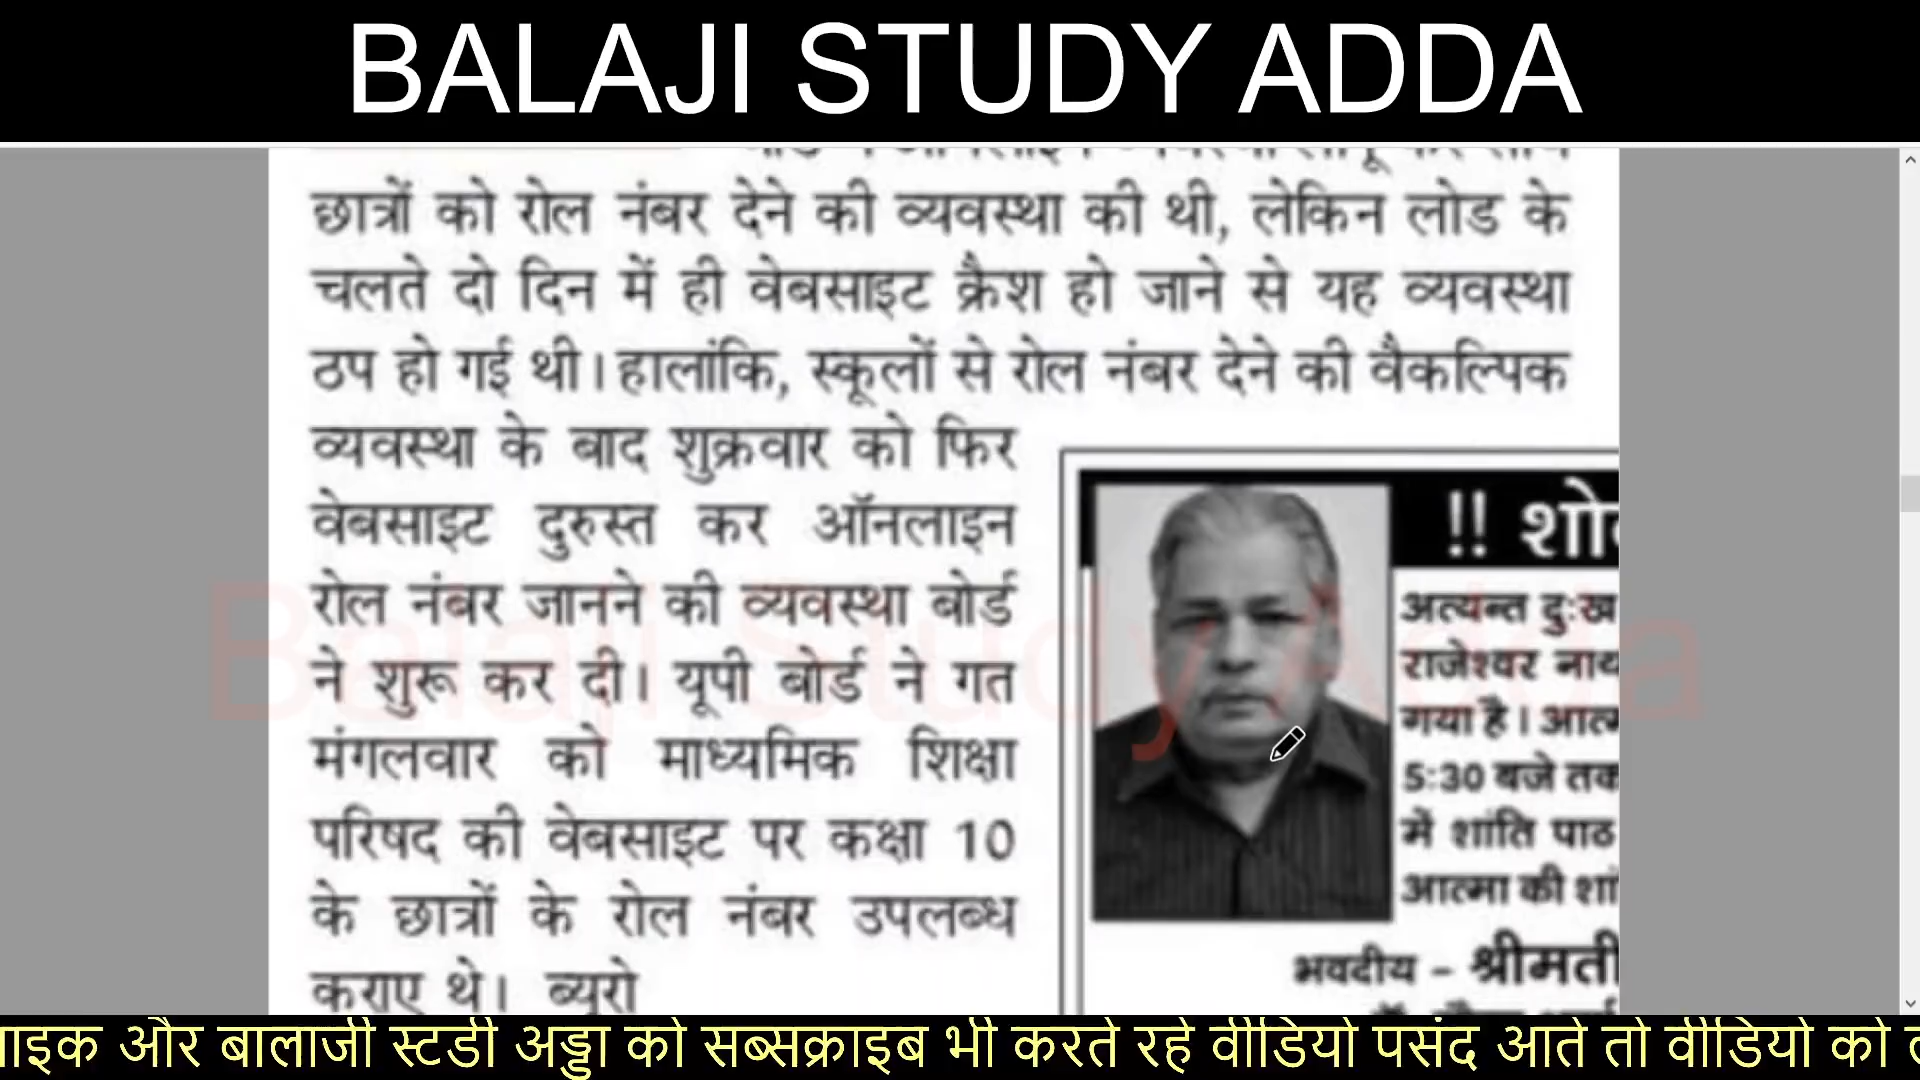 BALAJI STUDY ADDA
छात्रों को रोल नंबर देने की व्यवस्था की थी, लेकिन लोड के
चलते दो दिन में ही वेबसाइट क्रैश हो जाने से यह व्यवस्था
ठप हो गई थी। हालांकि, स्कूलों से रोल नंबर देने की वैकल्पिक
व्यवस्था के बाद शुक्रवार को फिर
वेबसाइट दुरुस्त कर ऑनलाइन
रोल नंबर जानने की व्यवस्था बोर्ड
ने शुरू कर दी। यूपी बोर्ड ने गत
मंगलवार को माध्यमिक शिक्षा
परिषद की वेबसाइट पर कक्षा 10
के छात्रों के रोल नंबर उपलब्ध
कराए थे। ब्यूरो
!!
अत्यन्त दुःख
राजेश्वर नाथ
गया है। आत्म
5:30 बजे तक
में शांति पाठ
आत्मा की शां
भवदीय - श्रीमती
Balaji Study Adda
और बालाजी स्टडी अड्डा को सब्सक्राइब भी करते रहे वीडियो पसंद आते तो वीडियो को